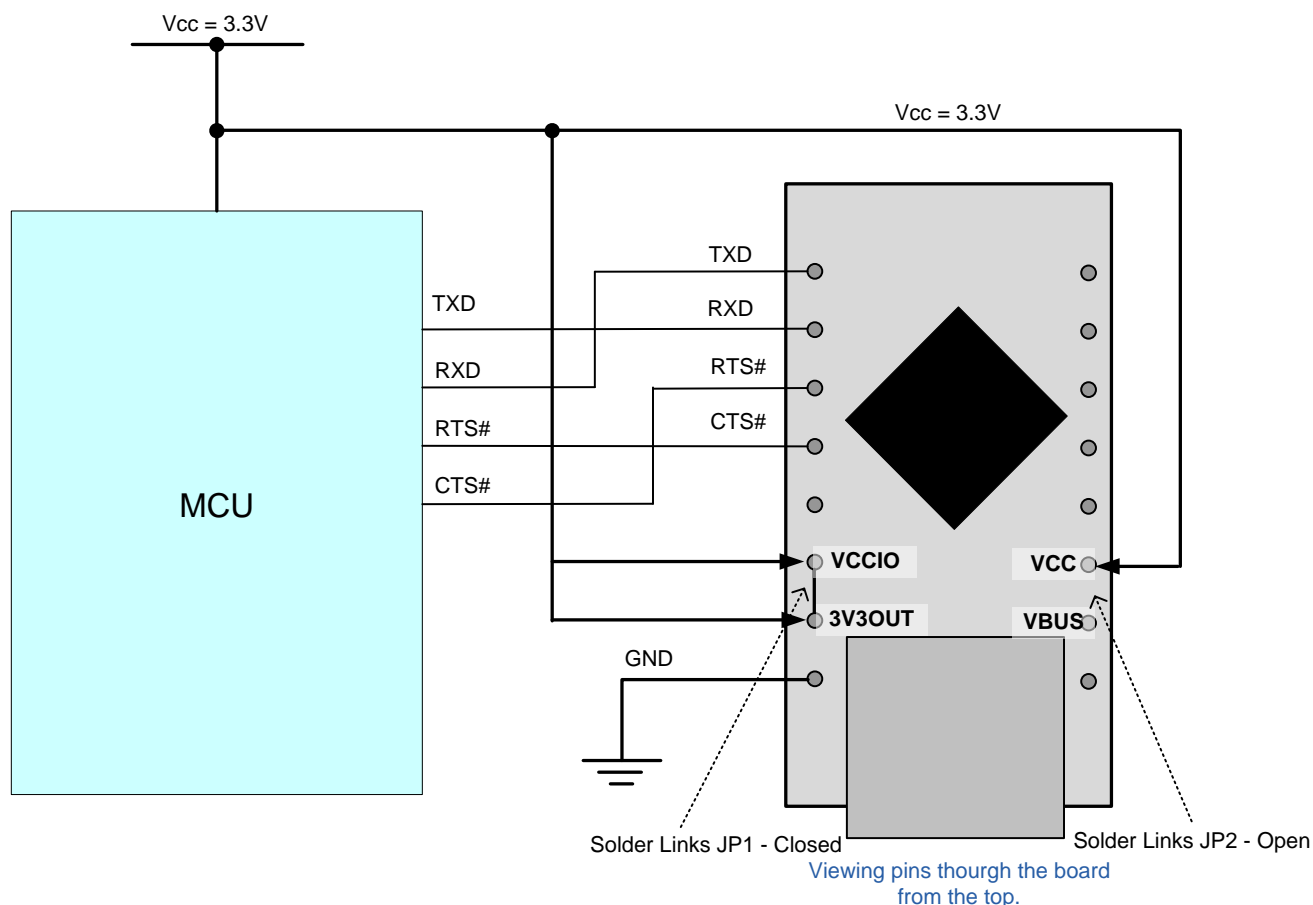 Vcc = 3.3V
Vcc = 3.3V
TXD
TXD
RXD
RXD
RTS#
RTS#
CTS#
CTS#
MCU
VCCIO
VCC
3V3OUT
VBUS
GND
Solder Links JP1 - Closed
Solder Links JP2 - Open
Viewing pins thourgh the board
from the top.